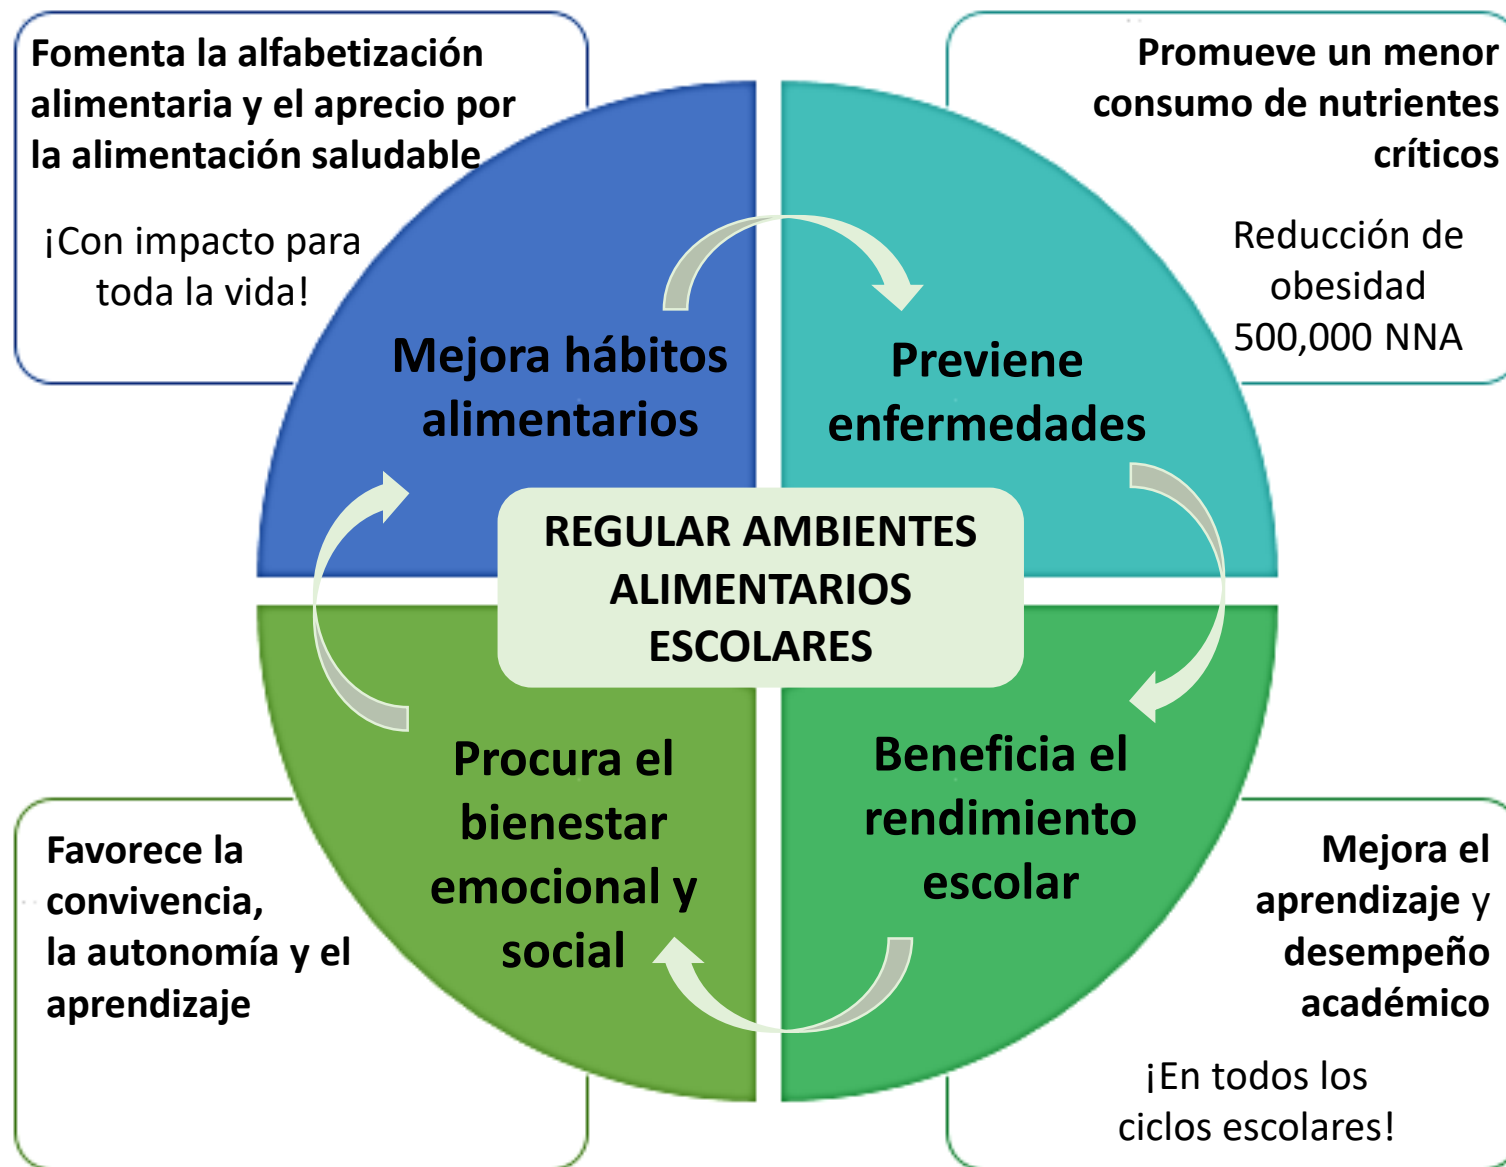 Fomenta la alfabetización
alimentaria y el aprecio por
la alimentación saludable
¡Con impacto para
toda la vida!
Promueve un menor
consumo de nutrientes
críticos
Reducción de
obesidad
500,000 NNA
Mejora hábitos
alimentarios
Previene
enfermedades
REGULAR AMBIENTES
ALIMENTARIOS
ESCOLARES
Procura el
bienestar
emocional y
social
Beneficia el
rendimiento
escolar
Favorece la
convivencia,
la autonomía y el
aprendizaje
Mejora el
aprendizaje y
desempeño
académico
¡En todos los
ciclos escolares!